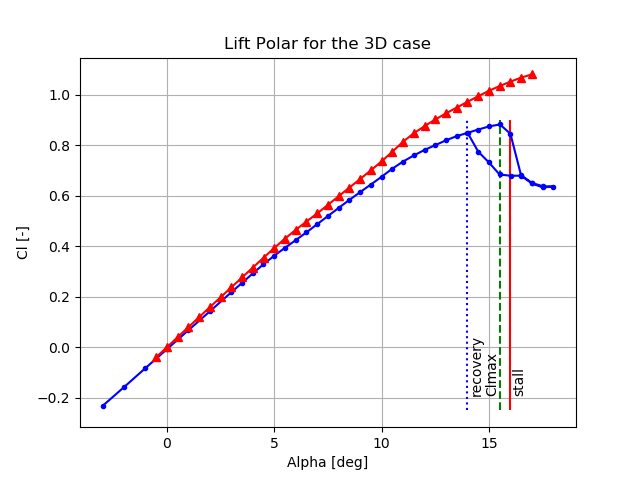 Lift Polar for the 3D case
Cl [-]
1.0
0.8
0.6
0.4
0.2
0.0
−0.2
recovery
Clmax
stall
0
5
10
15
Alpha [deg]